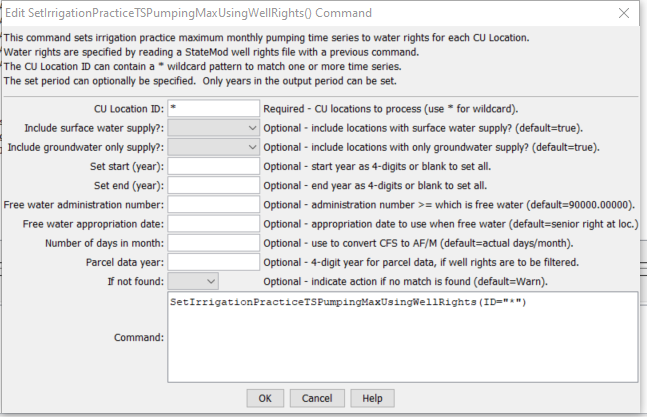 Edit SetIrrigationPracticeTSPumpingMaxUsingWellRights() Command
This command sets irrigation practice maximum monthly pumping time series to water rights for each CU Location.
Water rights are specified by reading a StateMod well rights file with a previous command.
The CU Location ID can contain a * wildcard pattern to match one or more time series.
The set period can optionally be specified. Only years in the output period can be set.
CU Location ID: * Required - CU locations to process (use * for wildcard).
Include surface water supply?: Optional - include locations with surface water supply? (default=true).
Include groundwater only supply?: Optional - include locations with only groundwater supply? (default=true).
Set start (year): Optional - start year as 4-digits or blank to set all.
Set end (year): Optional - end year as 4-digits or blank to set all.
Free water administration number: Optional - administration number >= which is free water (default=90000.00000).
Free water appropriation date: Optional - appropriation date to use when free water (default=senior right at loc.)
Number of days in month: Optional - use to convert CFS to AF/M (default=actual days/month).
Parcel data year: Optional - 4-digit year for parcel data, if well rights are to be filtered.
If not found: Optional - indicate action if no match is found (default=Warn).
Command: SetIrrigationPracticeTSPumpingMaxUsingWellRights(ID="*")
OK Cancel Help